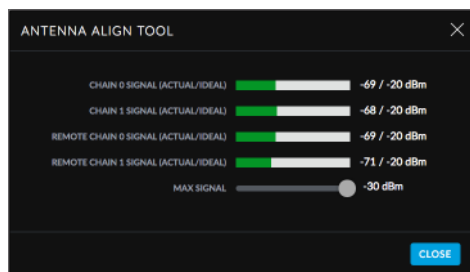 ANTENNA ALIGN TOOL
CHAIN 0 SIGNAL (ACTUAL/IDEAL) -69 / -20 dBm
CHAIN 1 SIGNAL (ACTUAL/IDEAL) -68 / -20 dBm
REMOTE CHAIN 0 SIGNAL (ACTUAL/IDEAL) -69 / -20 dBm
REMOTE CHAIN 1 SIGNAL (ACTUAL/IDEAL) -71 / -20 dBm
MAX SIGNAL -30 dBm
CLOSE